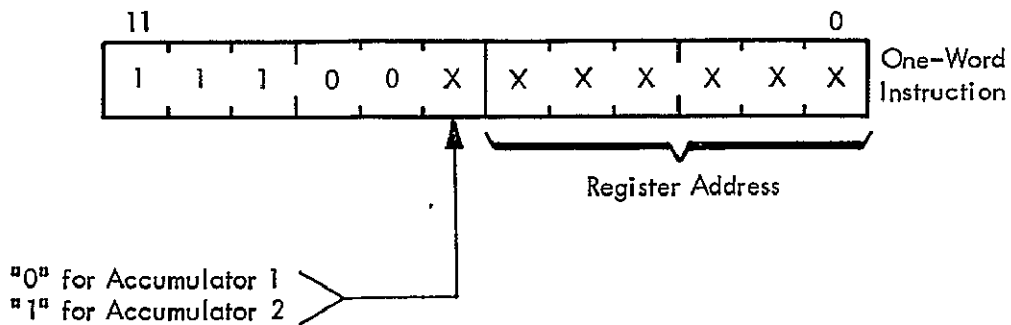 11 0
1 1 1 0 0 X X X X X X X
One-Word
Instruction
Register Address
"0" for Accumulator 1
"1" for Accumulator 2